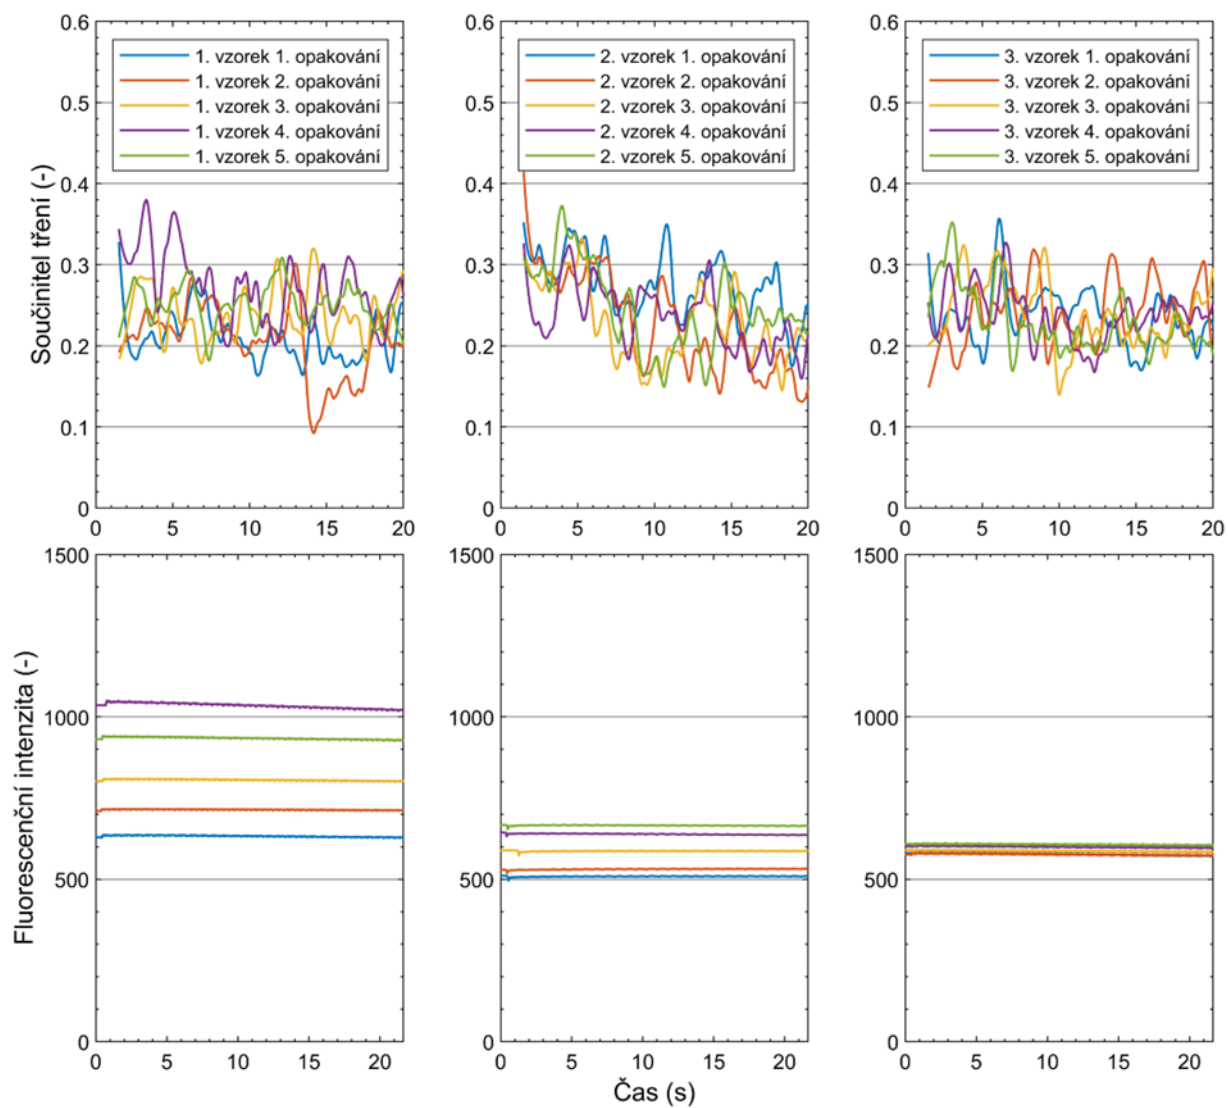 Součinitel tření (-)
0.6
0.5
0.4
0.3
0.2
0.1
0
1. vzorek 1. opakování
1. vzorek 2. opakování
1. vzorek 3. opakování
1. vzorek 4. opakování
1. vzorek 5. opakování
0 5 10 15 20
0.6
0.5
0.4
0.3
0.2
0.1
0
2. vzorek 1. opakování
2. vzorek 2. opakování
2. vzorek 3. opakování
2. vzorek 4. opakování
2. vzorek 5. opakování
0 5 10 15 20
0.6
0.5
0.4
0.3
0.2
0.1
0
3. vzorek 1. opakování
3. vzorek 2. opakování
3. vzorek 3. opakování
3. vzorek 4. opakování
3. vzorek 5. opakování
0 5 10 15 20
Fluorescenční intenzita (-)
1500
1000
500
0
0 5 10 15 20
1500
1000
500
0
0 5 10 15 20
1500
1000
500
0
0 5 10 15 20
Čas (s)